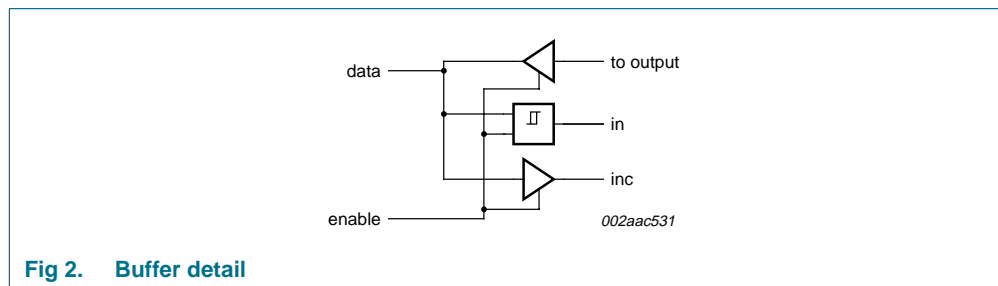 data
to output
in
inc
enable
002aac531
Fig 2. Buffer detail